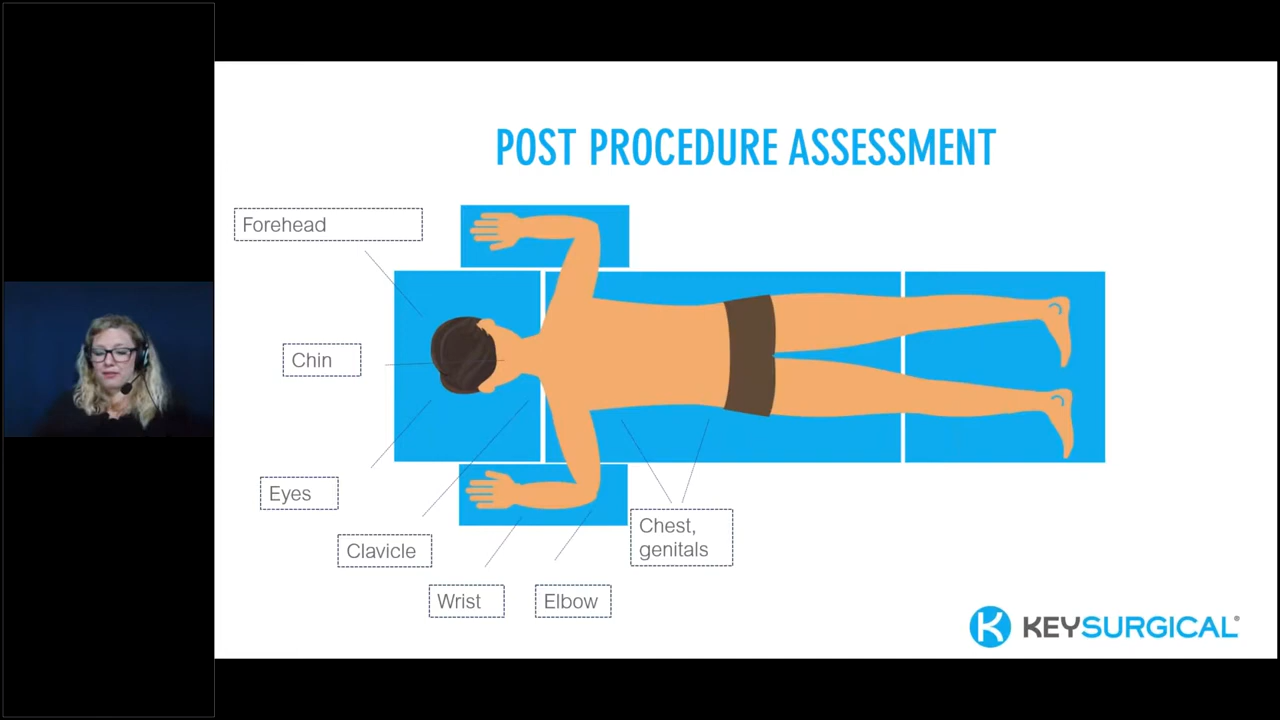 POST PROCEDURE ASSESSMENT
Forehead
Chin
Eyes
Clavicle
Wrist
Elbow
Chest,
genitals
K KEYSURGICAL®